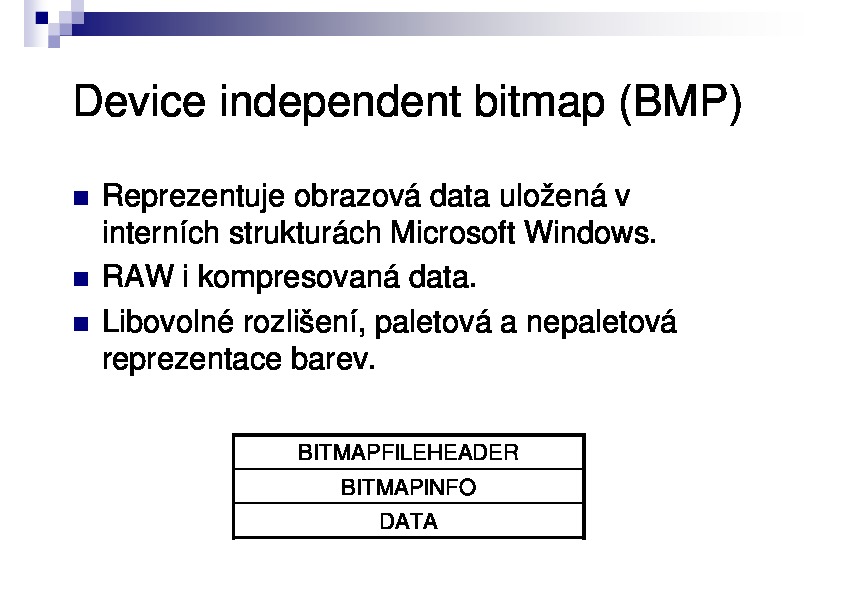 Device independent bitmap (BMP)
Reprezentuje obrazová data uložená v
interních strukturách Microsoft Windows.
RAW i kompresovaná data.
Libovolné rozlišení, paletová a nepaletová
reprezentace barev.
BITMAPFILEHEADER
BITMAPINFO
DATA